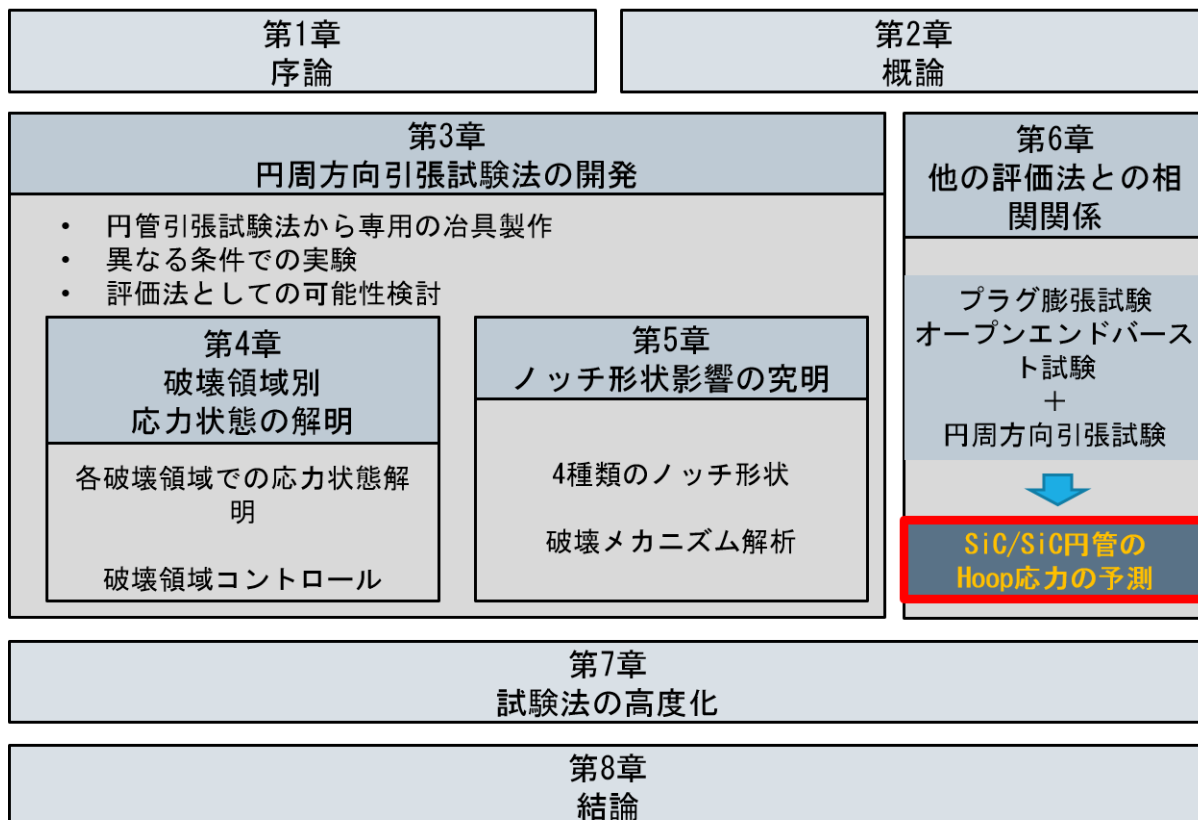 第1章
序論
第2章
概論
第3章
円周方向引張試験法の開発
• 円管引張試験法から専用の冶具製作
• 異なる条件での実験
• 評価法としての可能性検討
第4章
破壊領域別
応力状態の解明
各破壊領域での応力状態解
明
破壊領域コントロール
第5章
ノッチ形状影響の究明
4種類のノッチ形状
破壊メカニズム解析
第6章
他の評価法との相
関関係
プラグ膨張試験
オープンエンドバース
ト試験
＋
円周方向引張試験
SiC/SiC円管の
Hoop応力の予測
第7章
試験法の高度化
第8章
結論